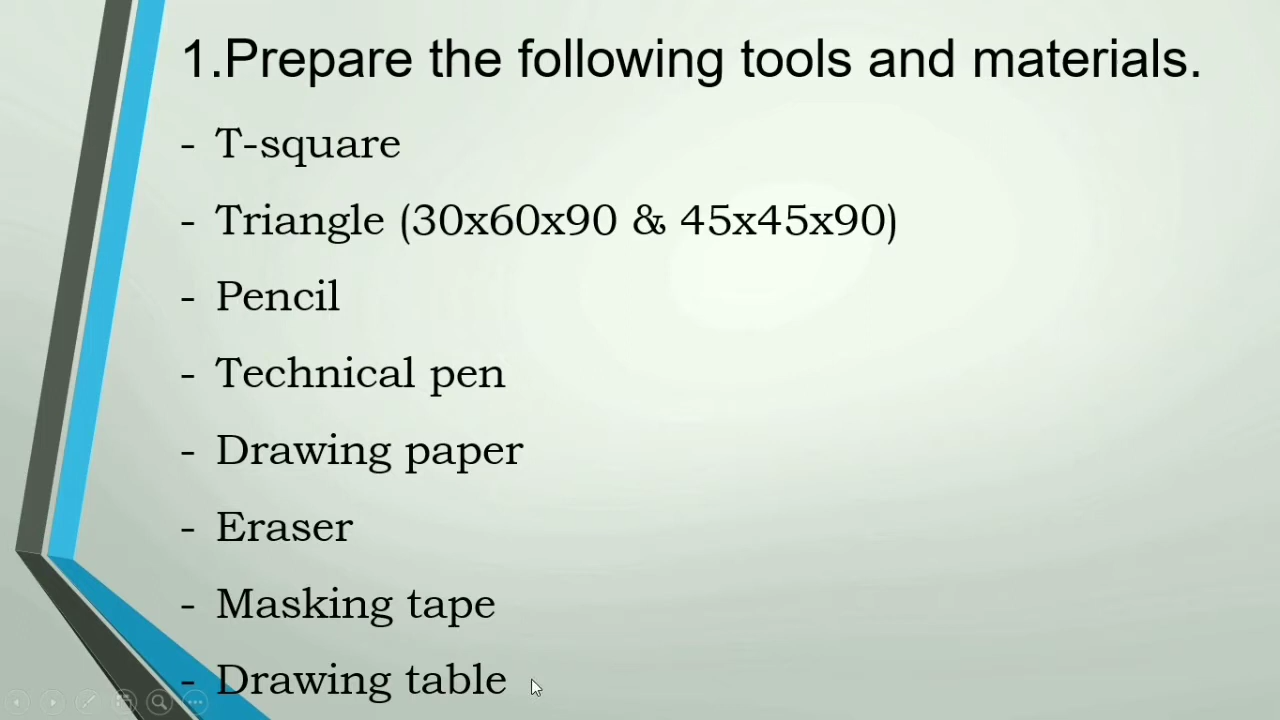 1.Prepare the following tools and materials.
- T-square
- Triangle (30x60x90 & 45x45x90)
- Pencil
- Technical pen
- Drawing paper
- Eraser
- Masking tape
- Drawing table